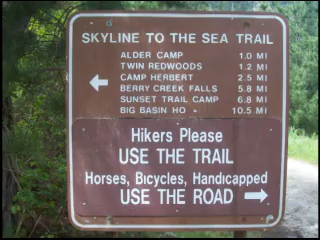 SKYLINE TO THE SEA TRAIL
ALDER CAMP 1.0 MI
TWIN REDWOODS 1.2 MI
CAMP HERBERT 2.5 MI
BERRY CREEK FALLS 5.8 MI
SUNSET TRAIL CAMP 6.8 MI
BIG BASIN HQ 10.5 MI
Hikers Please
USE THE TRAIL
Horses, Bicycles, Handicapped
USE THE ROAD